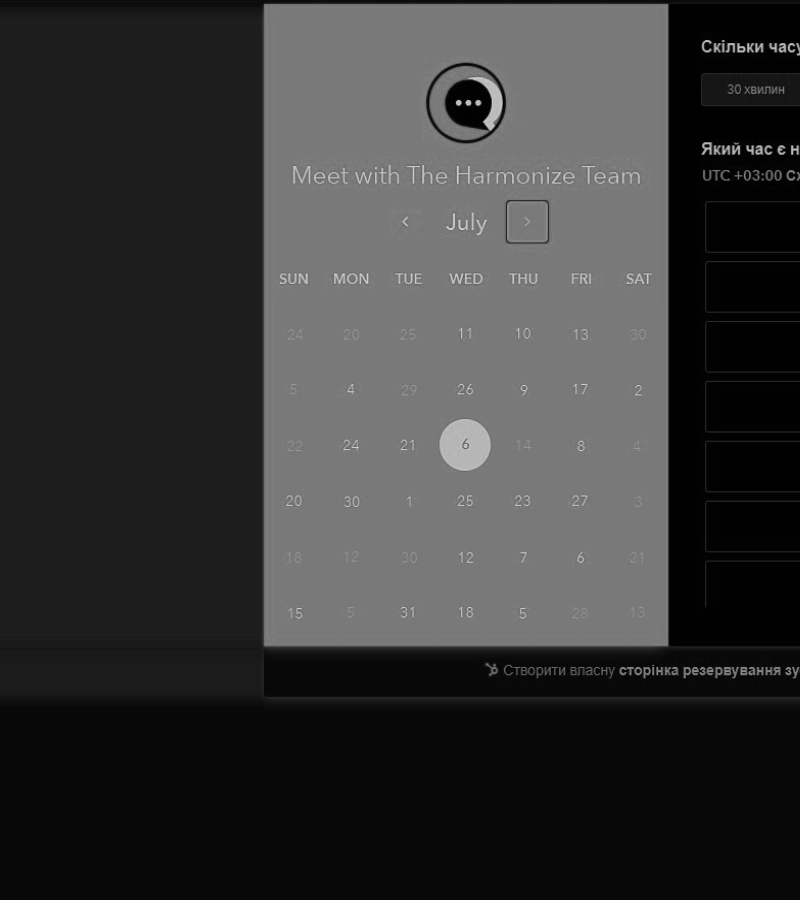 Meet with The Harmonize Team
July
SUN MON TUE WED THU FRI SAT
24 20 25 11 10 13 30
5 4 29 26 9 17 2
22 24 21 6 14 8 4
20 30 1 25 23 27 3
18 12 30 12 7 6 21
15 5 31 18 5 28 13
Скільки часу
30 хвилин
Який час є н
UTC +03:00 Сх
Створити власну сторінка резервування зу